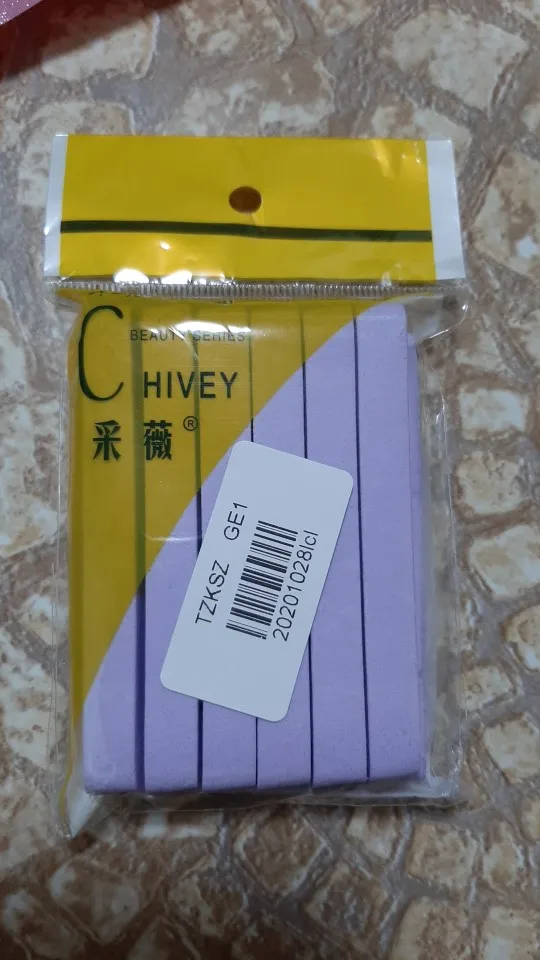 BEAUTY SERIES
CHIVEY
采薇®
TZKSZ GE1
20201028lcl